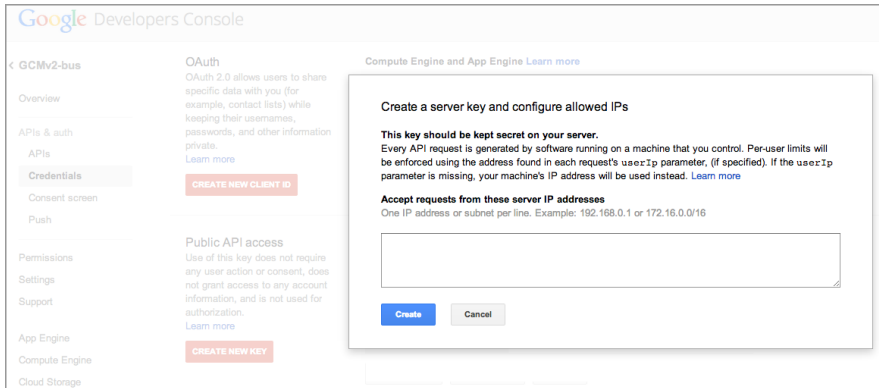 Google Developers Console
< GCMv2-bus
Overview
APIs & auth
APIs
Credentials
Consent screen
Push
Permissions
Settings
Support
App Engine
Compute Engine
Cloud Storage
OAuth
OAuth 2.0 allows users to share
specific data with you (for
example, contact lists) while
keeping their usernames,
passwords, and other information
private.
Learn more
CREATE NEW CLIENT ID
Public API access
Use of this key does not require
any user action or consent, does
not grant access to any account
information, and is not used for
authorization.
Learn more
CREATE NEW KEY
Compute Engine and App Engine Learn more
Create a server key and configure allowed IPs
This key should be kept secret on your server.
Every API request is generated by software running on a machine that you control. Per-user limits will
be enforced using the address found in each request's userIp parameter, (if specified). If the userIp
parameter is missing, your machine's IP address will be used instead. Learn more
Accept requests from these server IP addresses
One IP address or subnet per line. Example: 192.168.0.1 or 172.16.0.0/16
Create
Cancel